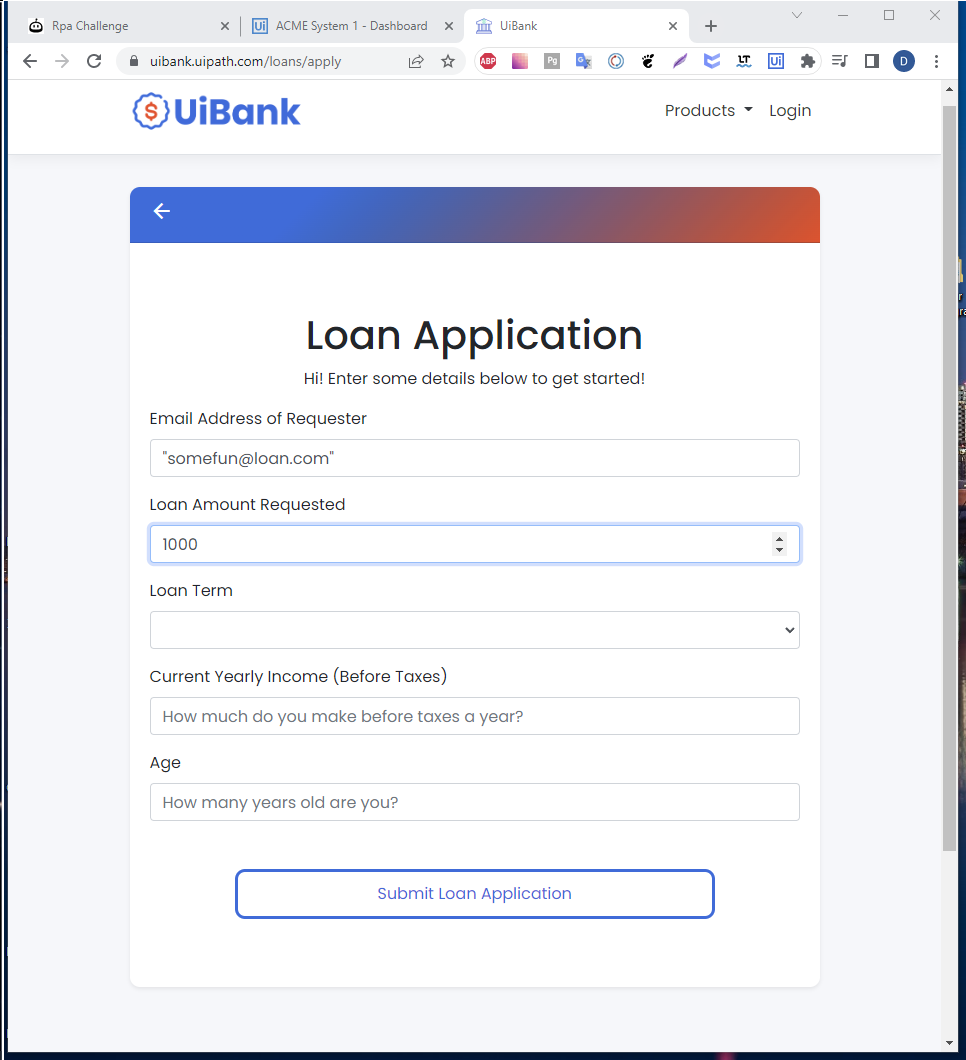 Rpa Challenge
Ui ACME System 1 - Dashboard
UiBank
uibank.uipath.com/loans/apply
ABP Pg G LT Ui D
$ UiBank
Products
Login
Loan Application
Hi! Enter some details below to get started!
Email Address of Requester
"somefun@loan.com"
Loan Amount Requested
1000
Loan Term
Current Yearly Income (Before Taxes)
How much do you make before taxes a year?
Age
How many years old are you?
Submit Loan Application